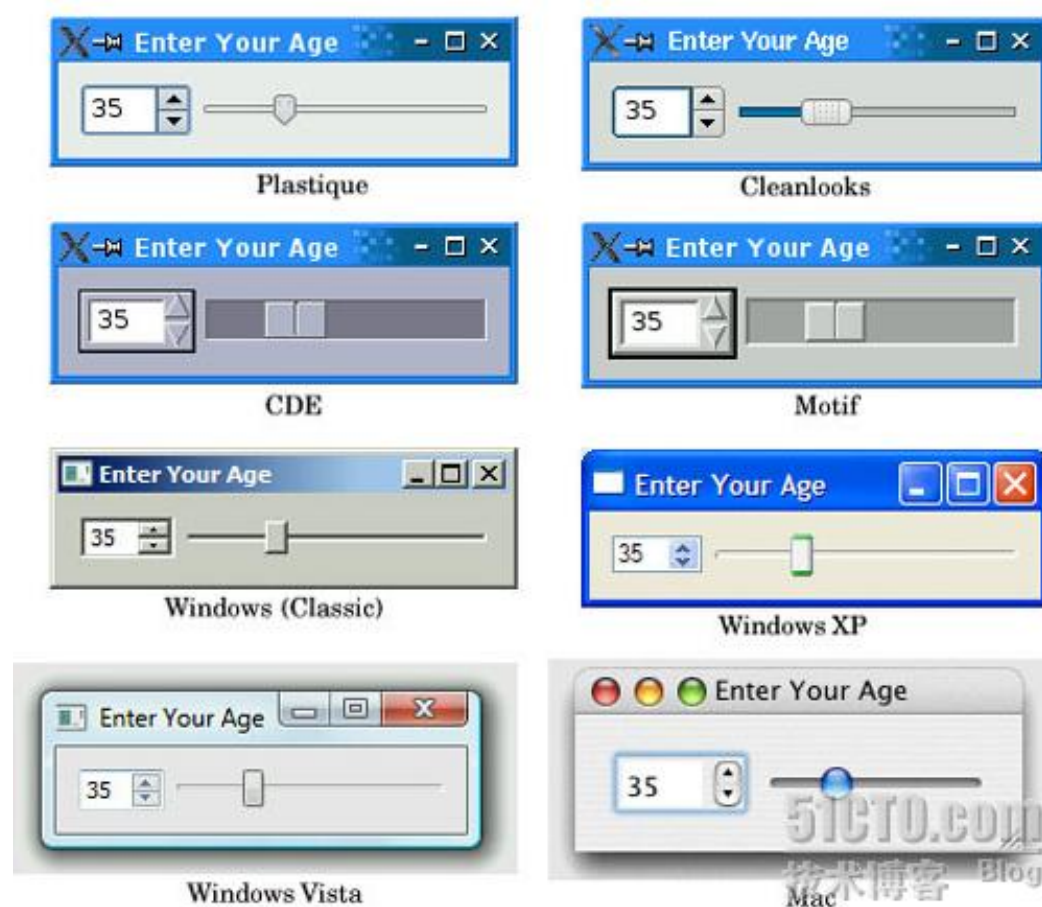 Enter Your Age
35
Plastique
Enter Your Age
35
Cleanlooks
Enter Your Age
35
CDE
Enter Your Age
35
Motif
Enter Your Age
35
Windows (Classic)
Enter Your Age
35
Windows XP
Enter Your Age
35
Windows Vista
Enter Your Age
35
Mac
51CTO.com
技术博客 Blog